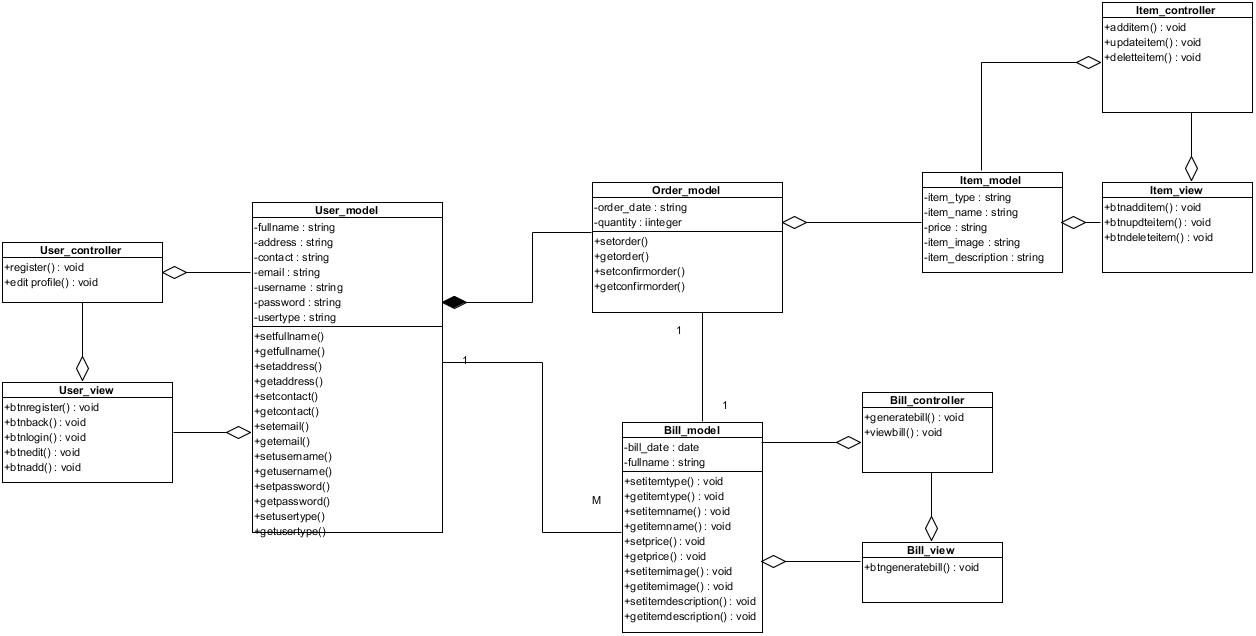 Item_controller
+additem() : void
+updateitem() : void
+deletteitem() : void
Order_model
-order_date : string
-quantity : iinteger
+setorder()
+getorder()
+setconfirmorder()
+getconfirmorder()
Item_model
-item_type : string
-item_name : string
-price : string
-item_image : string
-item_description : string
Item_view
+btnadditem() : void
+btnupdteitem() : void
+btndeleteitem() : void
User_controller
+register() : void
+edit profile() : void
User_model
-fullname : string
-address : string
-contact : string
-email : string
-username : string
-password : string
-usertype : string
+setfullname()
+getfullname()
+setaddress()
+getaddress()
+setcontact()
+getcontact()
+setemail()
+getemail()
+setusername()
+getusername()
+setpassword()
+getpassword()
+setusertype()
+getusertype()
User_view
+btnregister() : void
+btnback() : void
+btnlogin() : void
+btnedit() : void
+btnadd() : void
1
1
1
M
Bill_model
-bill_date : date
-fullname : string
+setitemtype() : void
+getitemtype() : void
+setitemname() : void
+getitemname() : void
+setprice() : void
+getprice() : void
+setitemimage() : void
+getitemimage() : void
+setitemdescription() : void
+getitemdescription() : void
Bill_controller
+generatebill() : void
+viewbill() : void
Bill_view
+btngeneratebill() : void